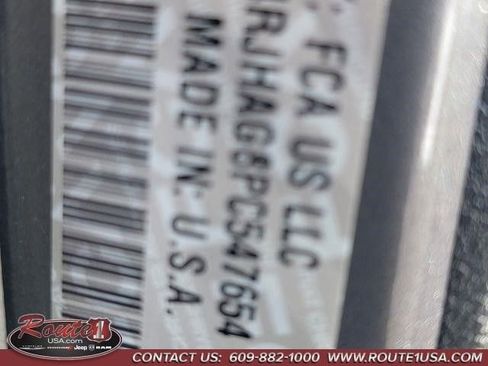 FCA US LLC
RJHAG8PC547654
MADE IN: U.S.A.
Route 1
USA.com
Jeep RAM
CONTACT US: 609-882-1000 WWW.ROUTE1USA.COM